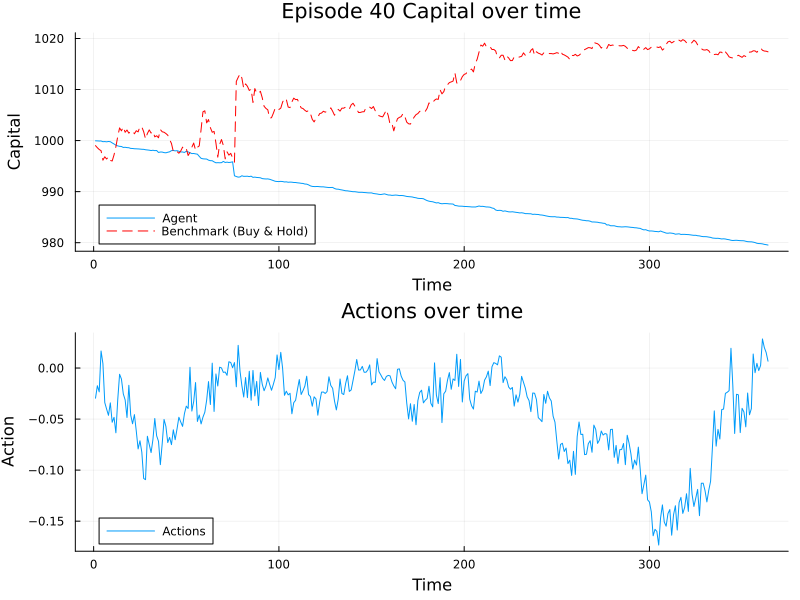 Episode 40 Capital over time
Capital
1020
1010
1000
990
980
Agent
Benchmark (Buy & Hold)
0
100
200
300
Time
Actions over time
Action
0.00
−0.05
−0.10
−0.15
Actions
0
100
200
300
Time